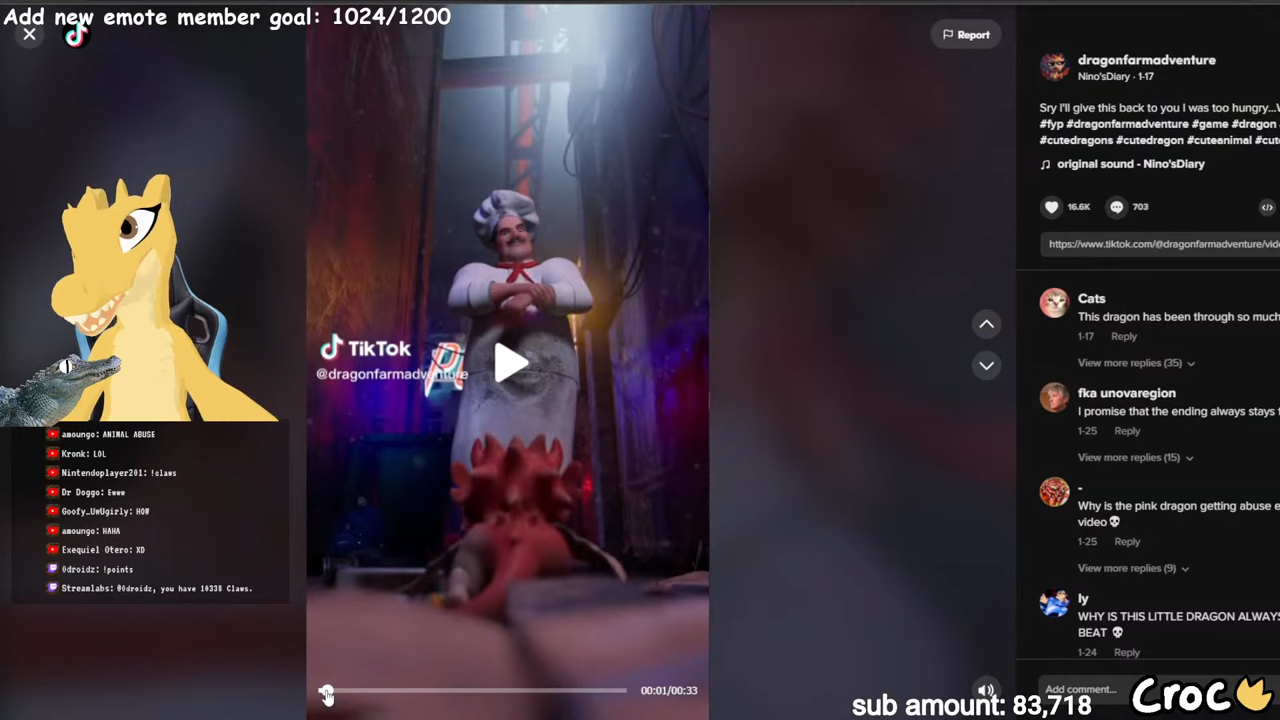 Add new emote member goal: 1024/1200
Report
dragonfarmadventure
Nino'sDiary · 1-17
Sry I'll give this back to you I was too hungry...
#fyp #dragonfarmadventure #game #dragon
#cutedragons #cutedragon #cuteanimal
original sound - Nino'sDiary
16.6K
703
https://www.tiktok.com/@dragonfarmadventure/
TikTok
@dragonfarmadventure
Cats
This dragon has been through so much
1-17 Reply
View more replies (35)
fka unovaregion
I promise that the ending always stays
1-25 Reply
View more replies (15)
-
Why is the pink dragon getting abuse
video
1-25 Reply
View more replies (9)
ly
WHY IS THIS LITTLE DRAGON ALWAYS
BEAT
1-24 Reply
Add comment...
amoungo: ANIMAL ABUSE
Kronk: LOL
Nintendoplayer201: !claws
Dr Doggo: Ewww
Goofy_UwUgirly: HOW
amoungo: HAHA
Exequiel Otero: XD
0droidz: !points
Streamlabs: @0droidz, you have 10338 Claws.
00:01/00:33
sub amount: 83,718
Croc